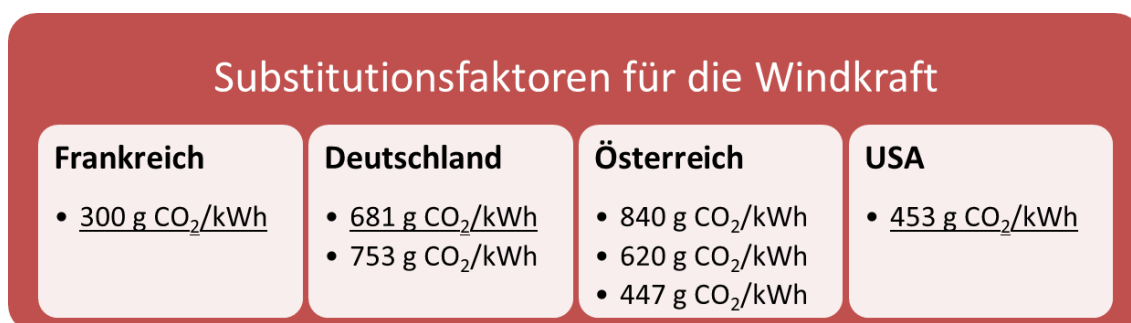 Substitutionsfaktoren für die Windkraft
Frankreich
• 300 g CO₂/kWh
Deutschland
• 681 g CO₂/kWh
• 753 g CO₂/kWh
Österreich
• 840 g CO₂/kWh
• 620 g CO₂/kWh
• 447 g CO₂/kWh
USA
• 453 g CO₂/kWh